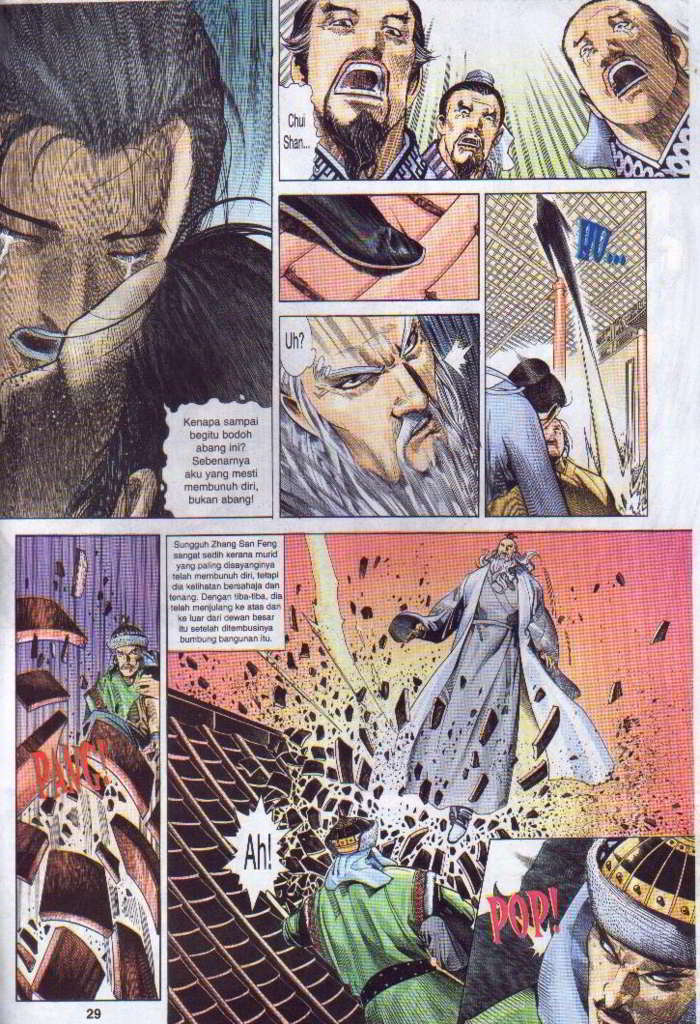 Chui
Shan...
Kenapa sampai
begitu bodoh
abang ini?
Sebenarnya
aku yang mesti
membunuh diri,
bukan abang!
Uh?
PU...
Sungguh Zhang San Feng
sangat sedih kerana murid
yang paling disayanginya
telah membunuh diri, tetapi
dia kelihatan bersahaja dan
tenang. Dengan tiba-tiba, dia
telah menjulang ke atas dan
ke luar dari dewan besar
itu setelah ditembusinya
bumbung bangunan itu.
PANG!
Ah!
POP!
29